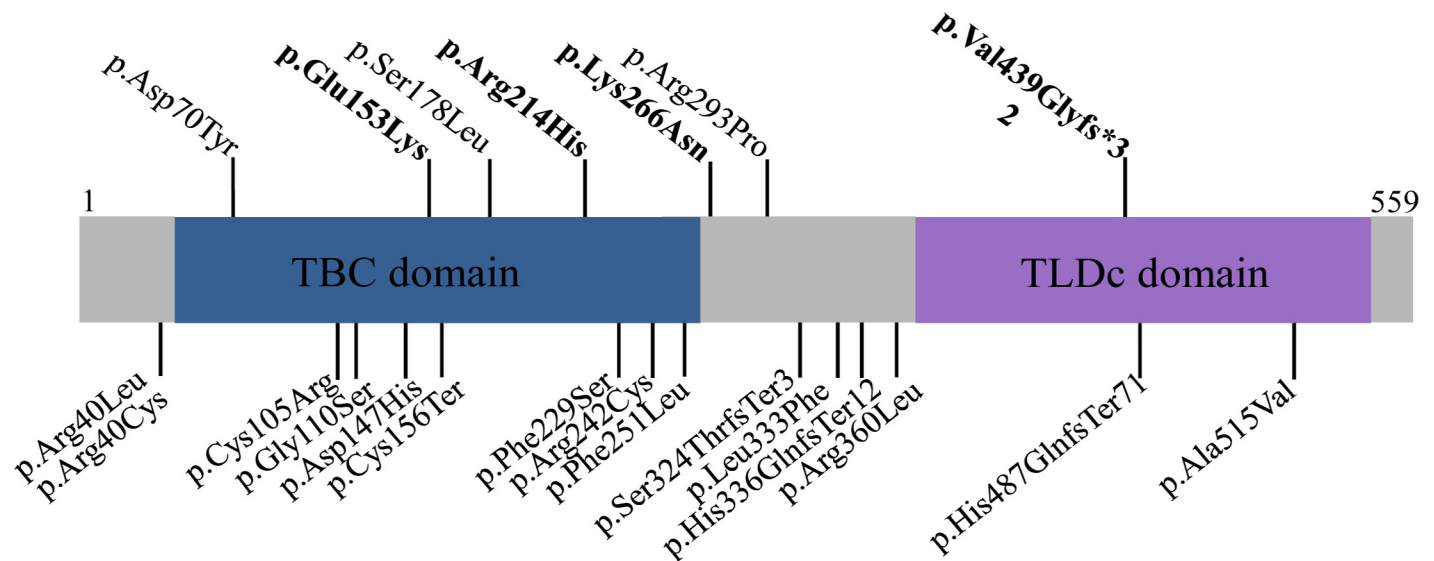 p.Asp70Tyr
p.Glu153Lys
p.Ser178Leu
p.Arg214His
p.Lys266Asn
p.Arg293Pro
p.Val439Glyfs*3
2
1
559
TBC domain
TLDc domain
p.Arg40Leu
p.Arg40Cys
p.Cys105Arg
p.Gly110Ser
p.Asp147His
p.Cys156Ter
p.Phe229Ser
p.Arg242Cys
p.Phe251Leu
p.Ser324ThrfsTer3
p.Leu333Phe
p.His336GlnfsTer12
p.Arg360Leu
p.His487GlnfsTer71
p.Ala515Val